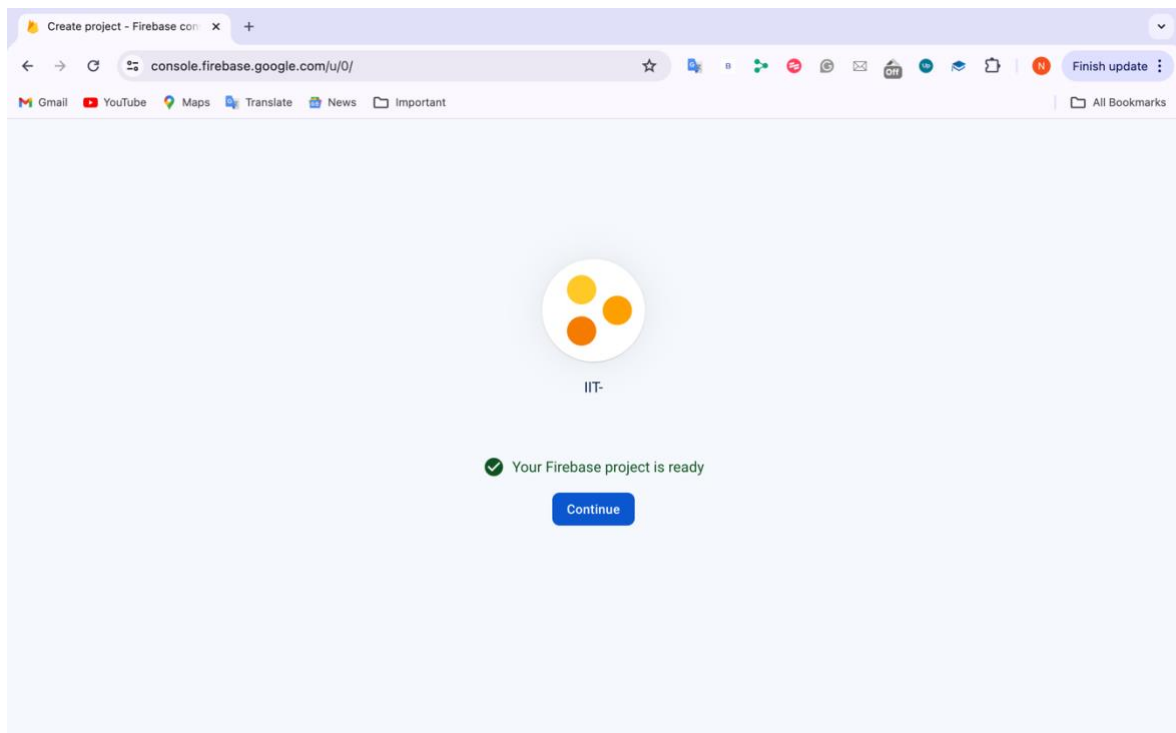 Create project - Firebase con
console.firebase.google.com/u/0/
Off
N
Finish update
Gmail
YouTube
Maps
Translate
News
Important
All Bookmarks
IIT-
Your Firebase project is ready
Continue